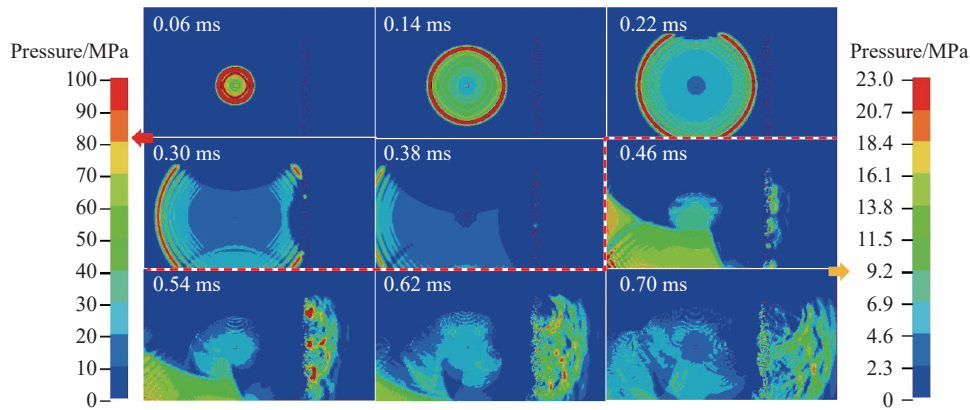 0.06 ms
0.14 ms
0.22 ms
Pressure/MPa
Pressure/MPa
100
90
80
70
60
50
40
30
20
10
0
23.0
20.7
18.4
16.1
13.8
11.5
9.2
6.9
4.6
2.3
0
0.30 ms
0.38 ms
0.46 ms
0.54 ms
0.62 ms
0.70 ms